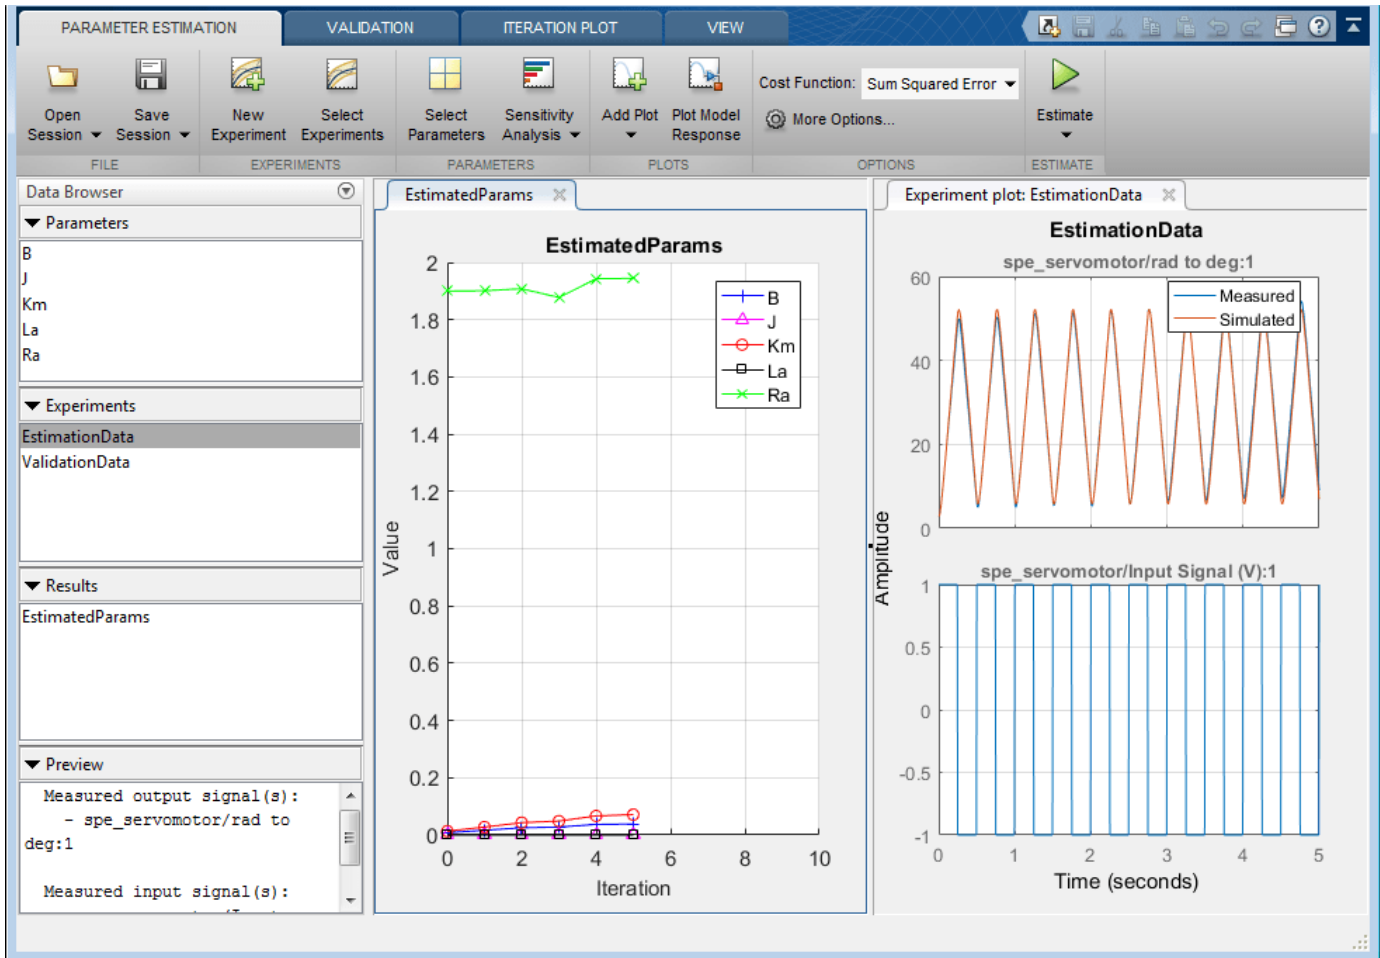 PARAMETER ESTIMATION
VALIDATION
ITERATION PLOT
VIEW
Open
Session
Save
Session
New
Experiment
Select
Experiments
Select
Parameters
Sensitivity
Analysis
Add Plot
Plot Model
Response
Cost Function:
Sum Squared Error
More Options...
Estimate
FILE
EXPERIMENTS
PARAMETERS
PLOTS
OPTIONS
ESTIMATE
Data Browser
Parameters
B
J
Km
La
Ra
Experiments
EstimationData
ValidationData
Results
EstimatedParams
Preview
Measured output signal(s):
- spe_servomotor/rad to
deg:1
Measured input signal(s):
EstimatedParams
EstimatedParams
2
1.8
1.6
1.4
1.2
1
0.8
0.6
0.4
0.2
0
Value
0 2 4 6 8 10
Iteration
B
J
Km
La
Ra
Experiment plot: EstimationData
EstimationData
spe_servomotor/rad to deg:1
60
40
20
0
Measured
Simulated
Amplitude
spe_servomotor/Input Signal (V):1
1
0.5
0
-0.5
-1
0 1 2 3 4 5
Time (seconds)